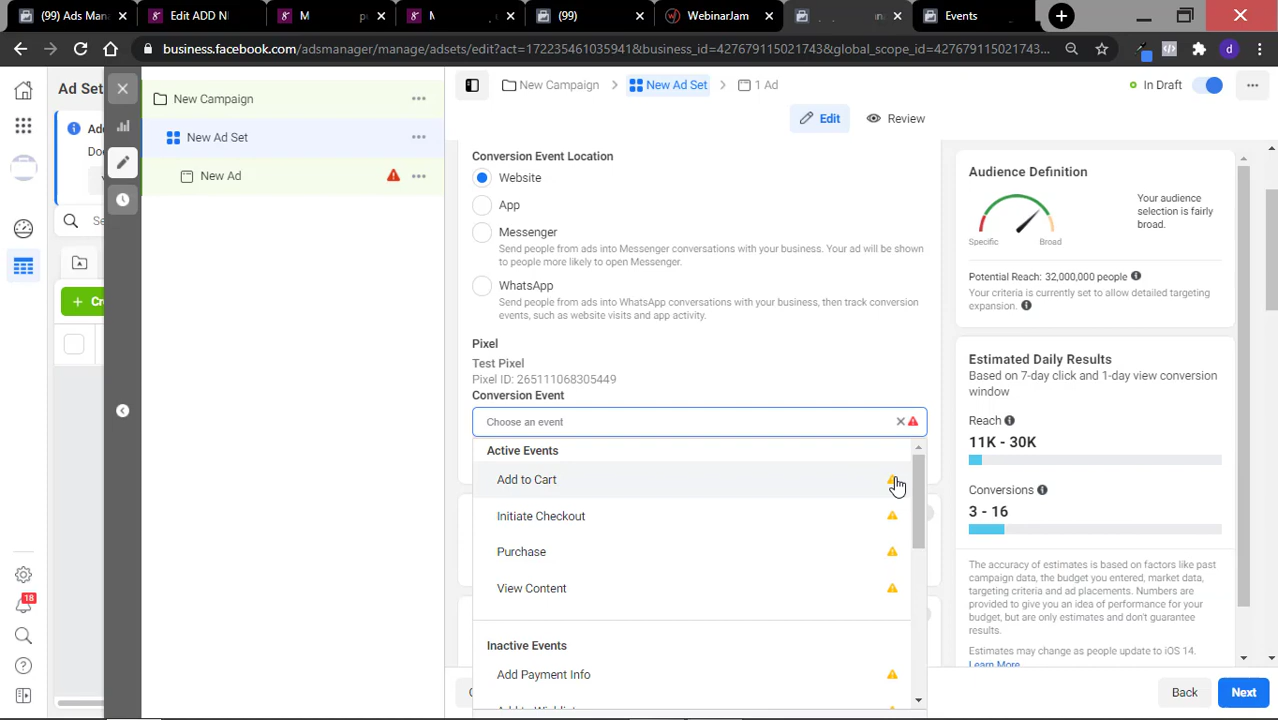 (99) Ads Mana
Edit ADD N
M
(99)
WebinarJam
Events
business.facebook.com/adsmanager/manage/adsets/edit?act=172235461035941&business_id=427679115021743&global_scope_id=427679115021743...
d
Ad Set
New Campaign
New Ad Set
New Ad
18
New Campaign > New Ad Set > 1 Ad
In Draft
Edit
Review
Conversion Event Location
Website
App
Messenger
Send people from ads into Messenger conversations with your business. Your ad will be shown
to people more likely to open Messenger.
WhatsApp
Send people from ads into WhatsApp conversations with your business, then track conversion
events, such as website visits and app activity.
Pixel
Test Pixel
Pixel ID: 265111068305449
Conversion Event
Choose an event
Active Events
Add to Cart
Initiate Checkout
Purchase
View Content
Inactive Events
Add Payment Info
Audience Definition
Specific
Broad
Your audience
selection is fairly
broad.
Potential Reach: 32,000,000 people
Your criteria is currently set to allow detailed targeting
expansion.
Estimated Daily Results
Based on 7-day click and 1-day view conversion
window
Reach
11K - 30K
Conversions
3 - 16
The accuracy of estimates is based on factors like past
campaign data, the budget you entered, market data,
targeting criteria and ad placements. Numbers are
provided to give you an idea of performance for your
budget, but are only estimates and don't guarantee
results.
Estimates may change as people update to iOS 14.
Learn More
Back
Next